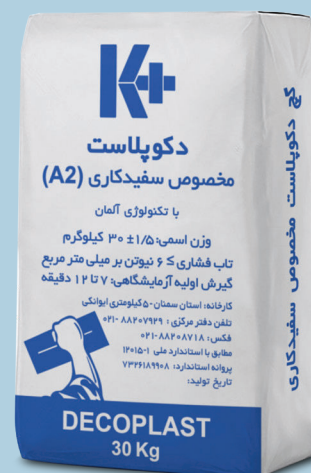 K+
دکوپلاست
مخصوص سفیدکاری (A2)
با تکنولوژی آلمان
وزن اسمی: ۱/۵± ۳۰ کیلوگرم
تاب فشاری ≥ ۶ نیوتن بر میلی متر مربع
گیرش اولیه آزمایشگاهی: ۷ تا ۱۲ دقیقه
کارخانه: استان سمنان - ۵ کیلومتری ایوانکی
تلفن دفتر مرکزی : ۸۸۲۰۷۹۲۹ -۰۲۱
فکس: ۸۸۲۰۸۷۱۸-۰۲۱
مطابق با استاندارد ملی ۱-۱۲۰۱۵
پروانه استاندارد: ۷۳۲۶۱۸۹۹۰۸
تاریخ تولید:
DECOPLAST
30 Kg
گچ دکوپلاست مخصوص سفیدکاری